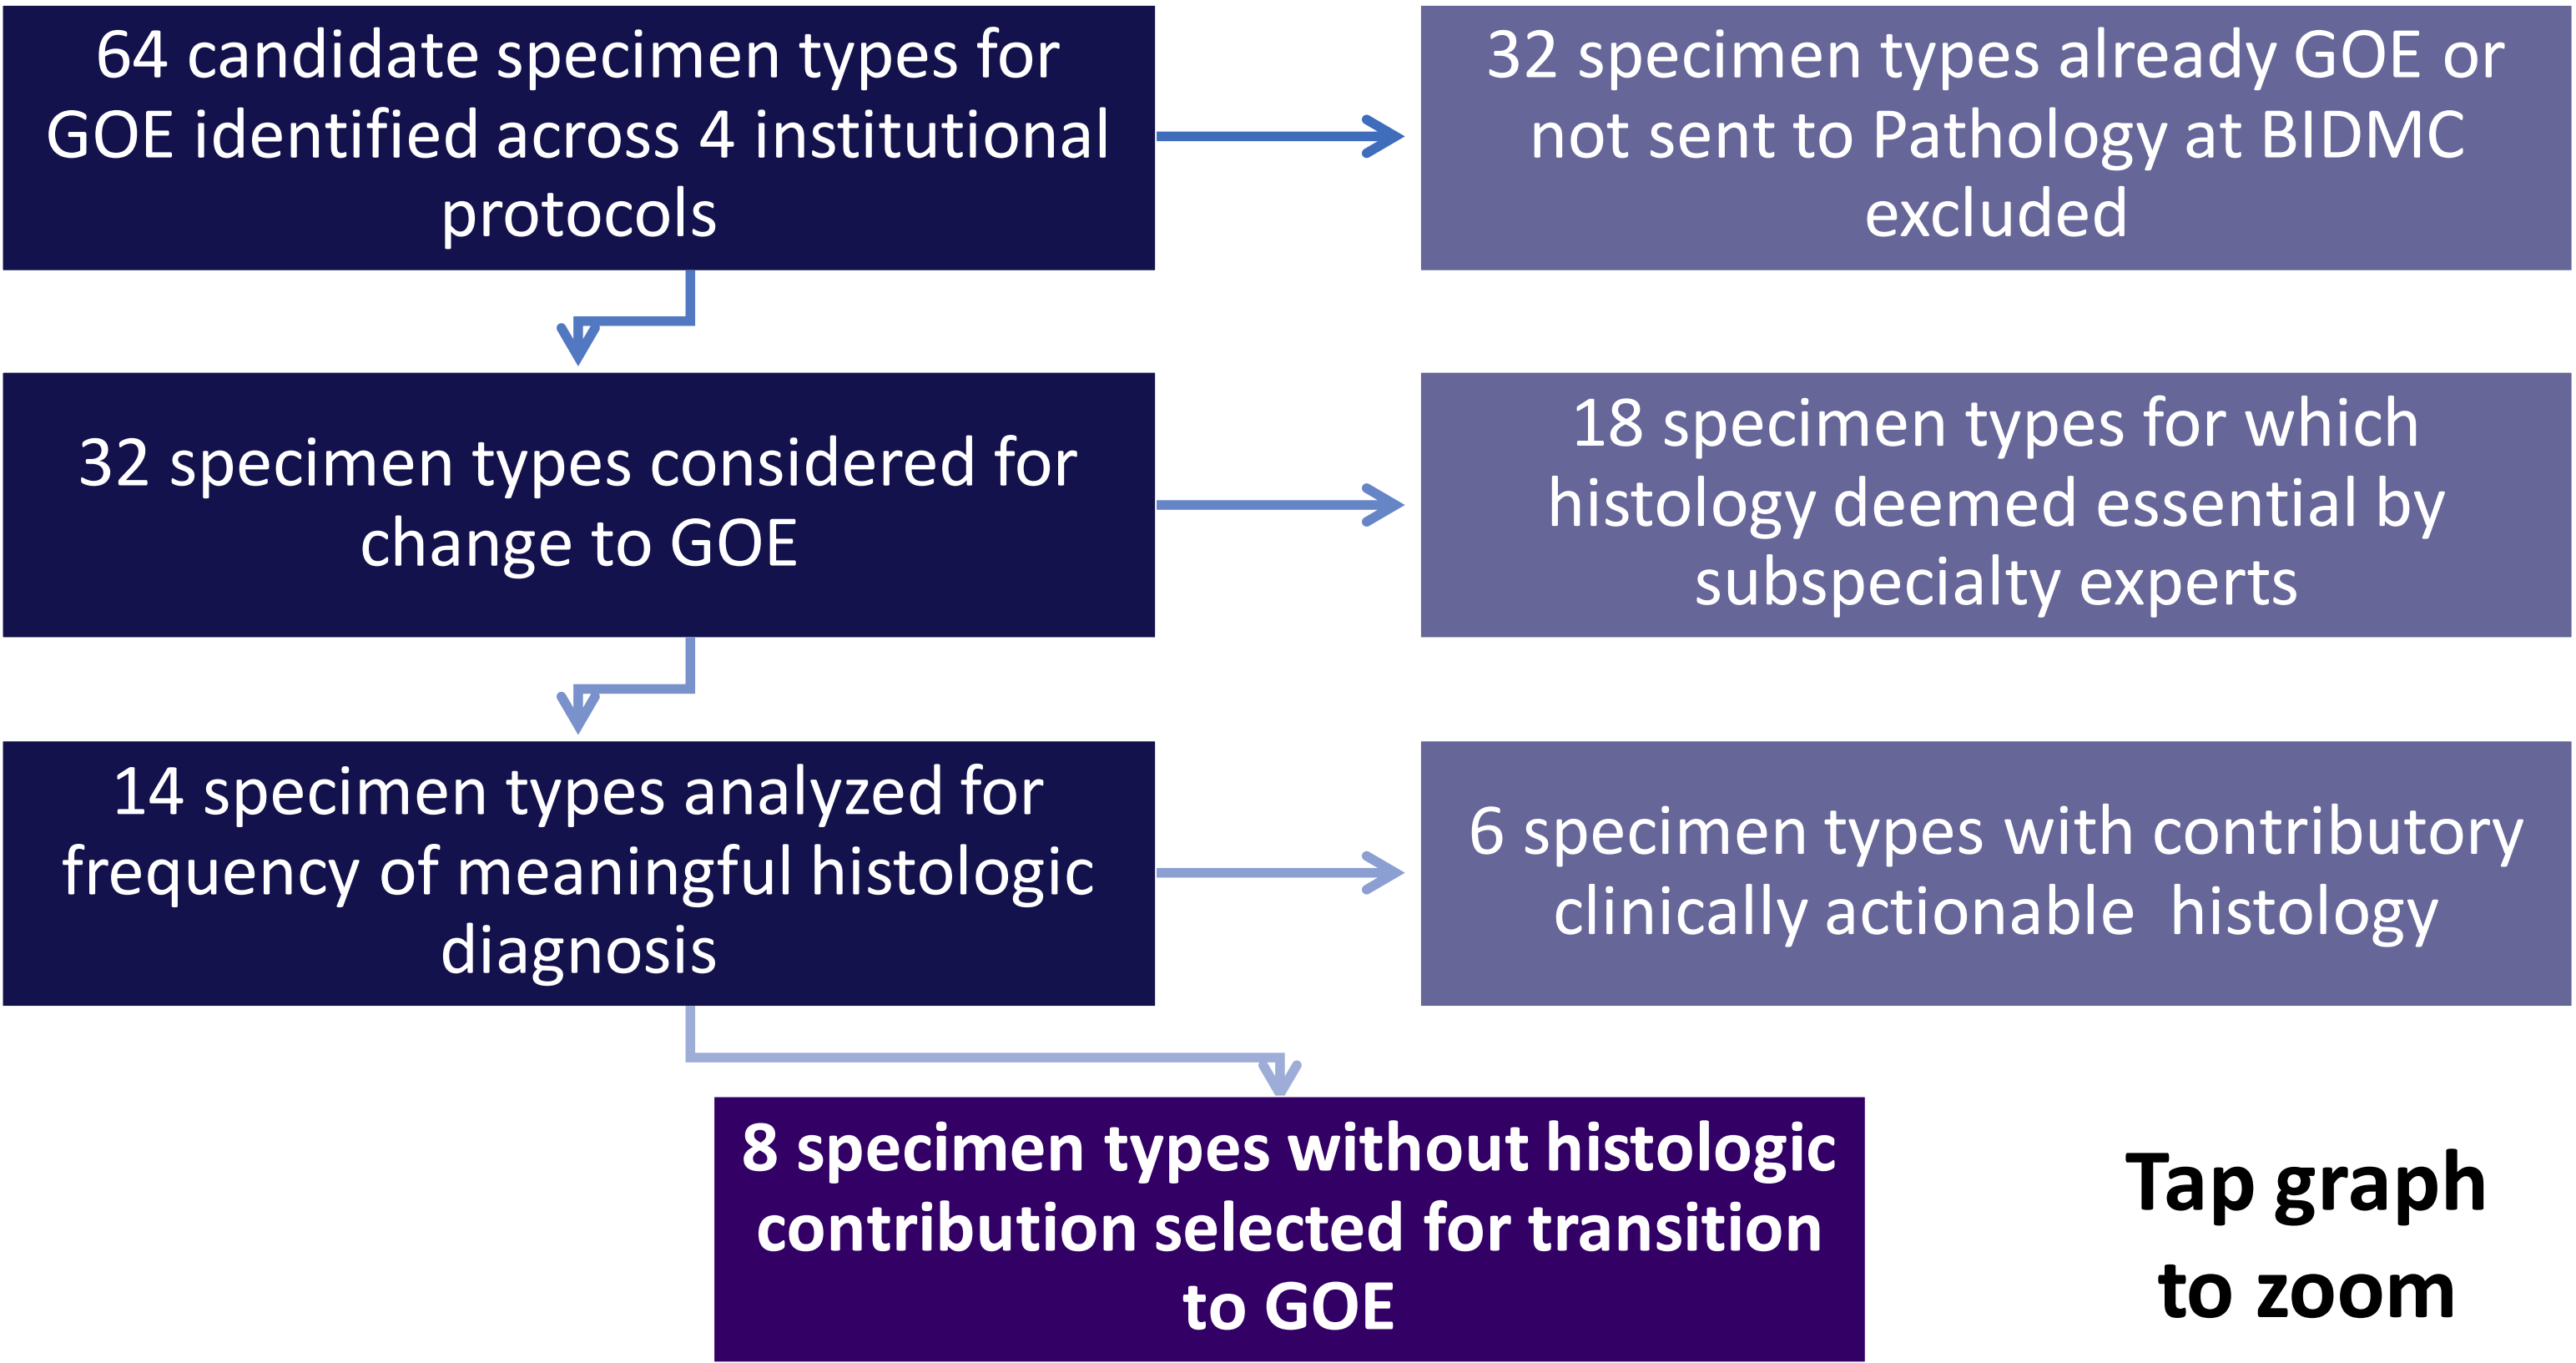 64 candidate specimen types for
GOE identified across 4 institutional
protocols
32 specimen types already GOE or
not sent to Pathology at BIDMC
excluded
32 specimen types considered for
change to GOE
18 specimen types for which
histology deemed essential by
subspecialty experts
14 specimen types analyzed for
frequency of meaningful histologic
diagnosis
6 specimen types with contributory
clinically actionable histology
8 specimen types without histologic
contribution selected for transition
to GOE
Tap graph
to zoom